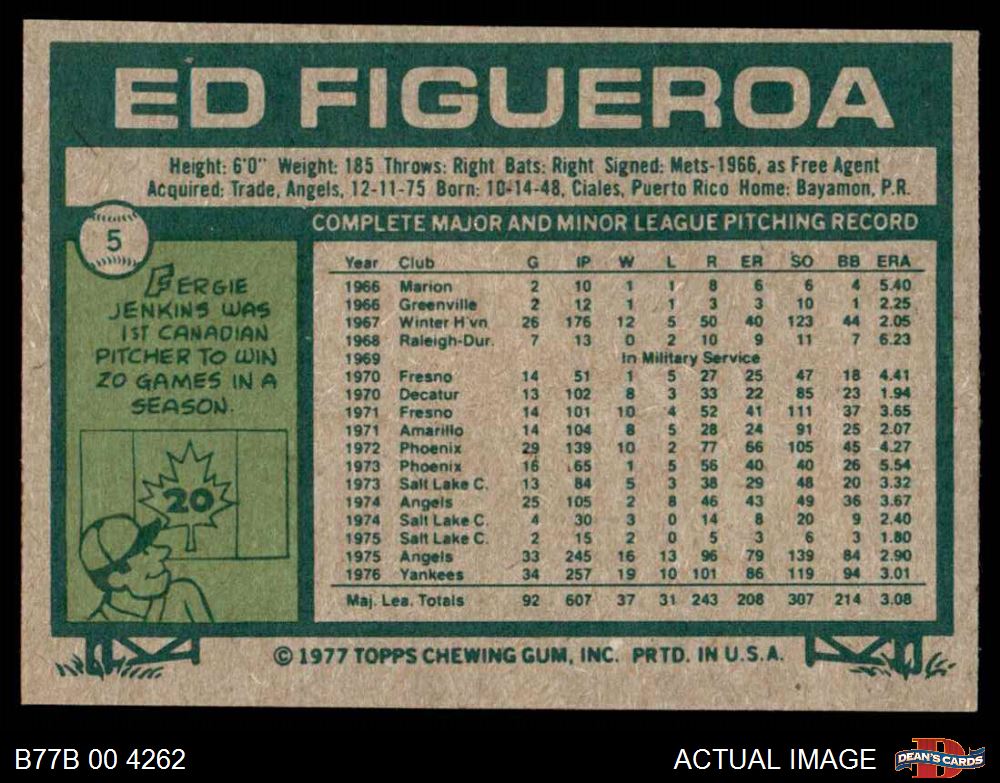 ED FIGUEROA
Height: 6'0" Weight: 185 Throws: Right Bats: Right Signed: Mets-1966, as Free Agent
Acquired: Trade, Angels, 12-11-75 Born: 10-14-48, Ciales, Puerto Rico Home: Bayamon, P.R.
5
FERGIE
JENKINS WAS
1ST CANADIAN
PITCHER TO WIN
20 GAMES IN A
SEASON.
20
COMPLETE MAJOR AND MINOR LEAGUE PITCHING RECORD
Year Club G IP W L R ER SO BB ERA
1966 Marion 2 10 1 1 8 6 6 4 5.40
1966 Greenville 2 12 1 1 3 3 10 1 2.25
1967 Winter H'vn 26 176 12 5 50 40 123 44 2.05
1968 Raleigh-Dur. 7 13 0 2 10 9 11 7 6.23
1969 In Military Service
1970 Fresno 14 51 1 5 27 25 47 18 4.41
1970 Decatur 13 102 8 3 33 22 85 23 1.94
1971 Fresno 14 101 10 4 52 41 111 37 3.65
1971 Amarillo 14 104 8 5 28 24 91 25 2.07
1972 Phoenix 29 139 10 2 77 66 105 45 4.27
1973 Phoenix 16 65 1 5 56 40 40 26 5.54
1973 Salt Lake C. 13 84 5 3 38 29 48 20 3.32
1974 Angels 25 105 2 8 46 43 49 36 3.67
1974 Salt Lake C. 4 30 3 0 14 8 20 9 2.40
1975 Salt Lake C. 2 15 2 0 5 3 6 3 1.80
1975 Angels 33 245 16 13 96 79 139 84 2.90
1976 Yankees 34 257 19 10 101 86 119 94 3.01
Maj. Lea. Totals 92 607 37 31 243 208 307 214 3.08
© 1977 TOPPS CHEWING GUM, INC. PRTD. IN U.S.A.
B77B 00 4262
ACTUAL IMAGE
D
DEAN'S CARDS